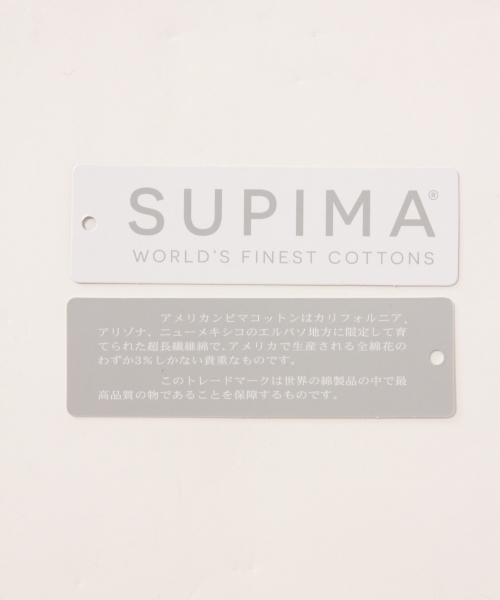 SUPIMA®
WORLD'S FINEST COTTONS
アメリカンピマコットンはカリフォルニア、
アリゾナ、ニューメキシコのエルパソ地方に限定して育
てられた超長繊維綿で、アメリカで生産される全綿花の
わずか3%しかない貴重なものです。
このトレードマークは世界の綿製品の中で最
高品質の物であることを保障するものです。